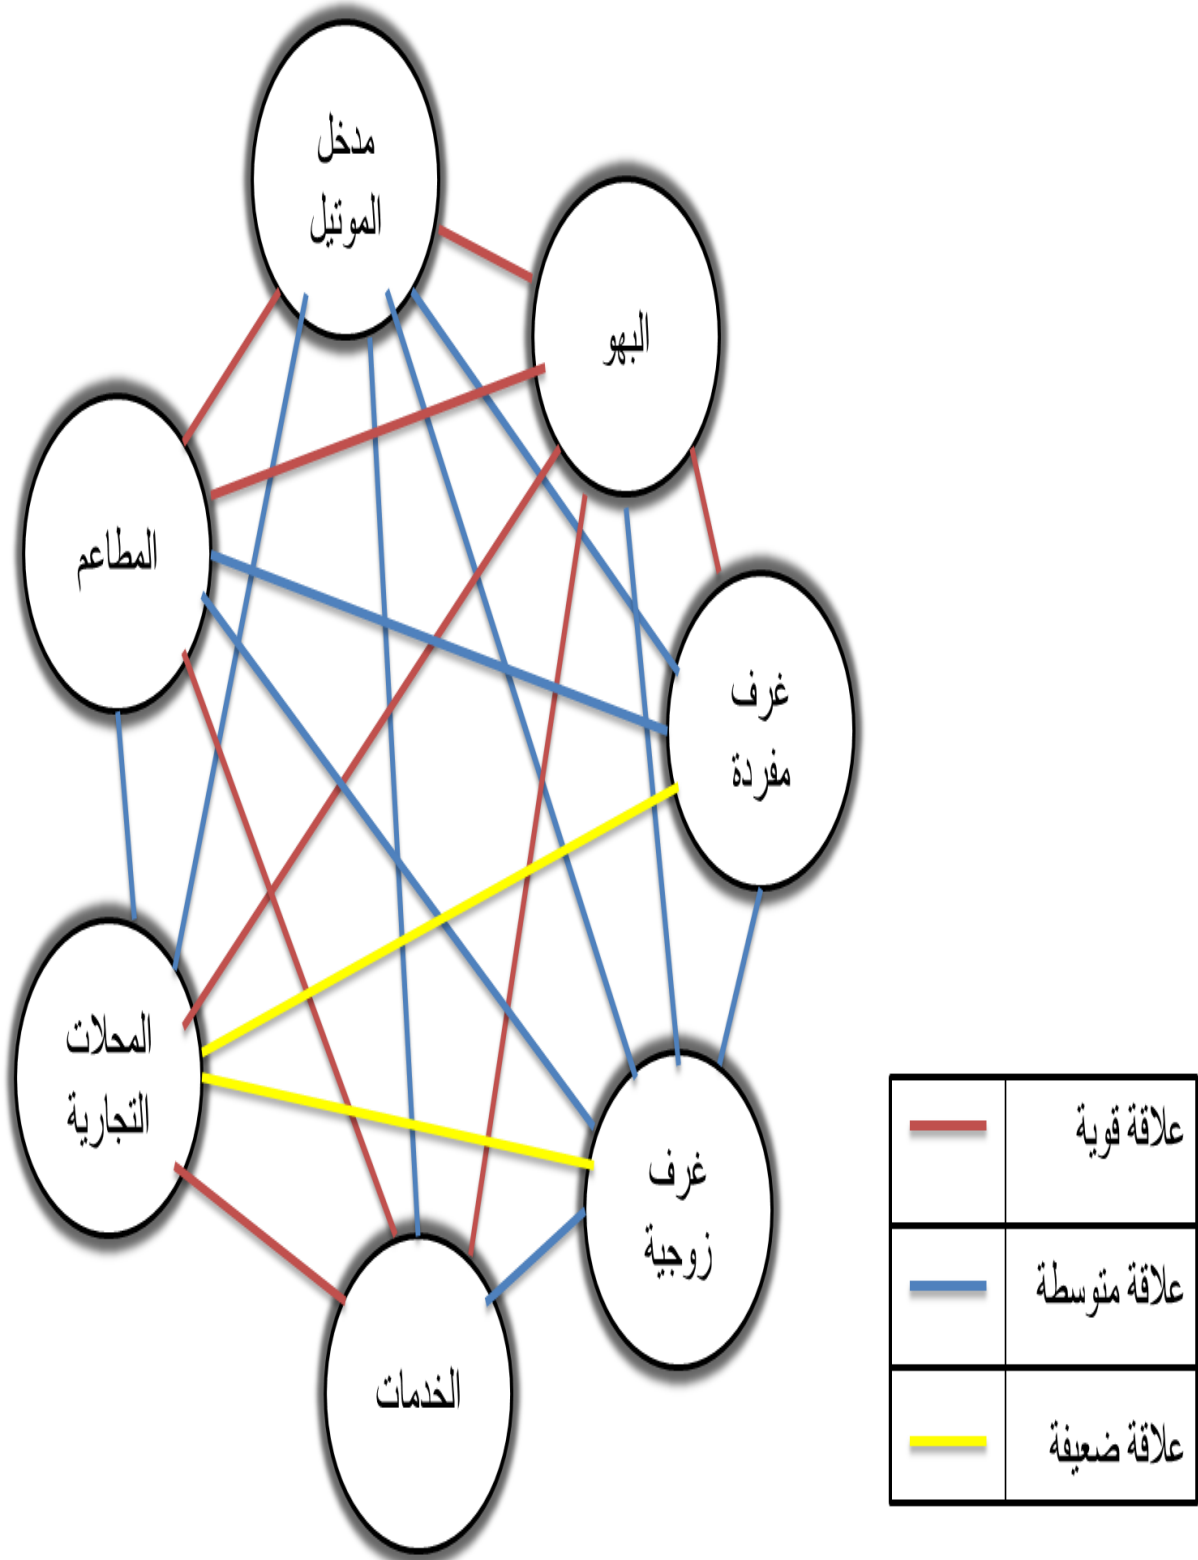 مدخل
الموتيل
البهو
المطاعم
غرف
مفردة
المحلات
التجارية
غرف
زوجية
الخدمات
علاقة قوية
علاقة متوسطة
علاقة ضعيفة